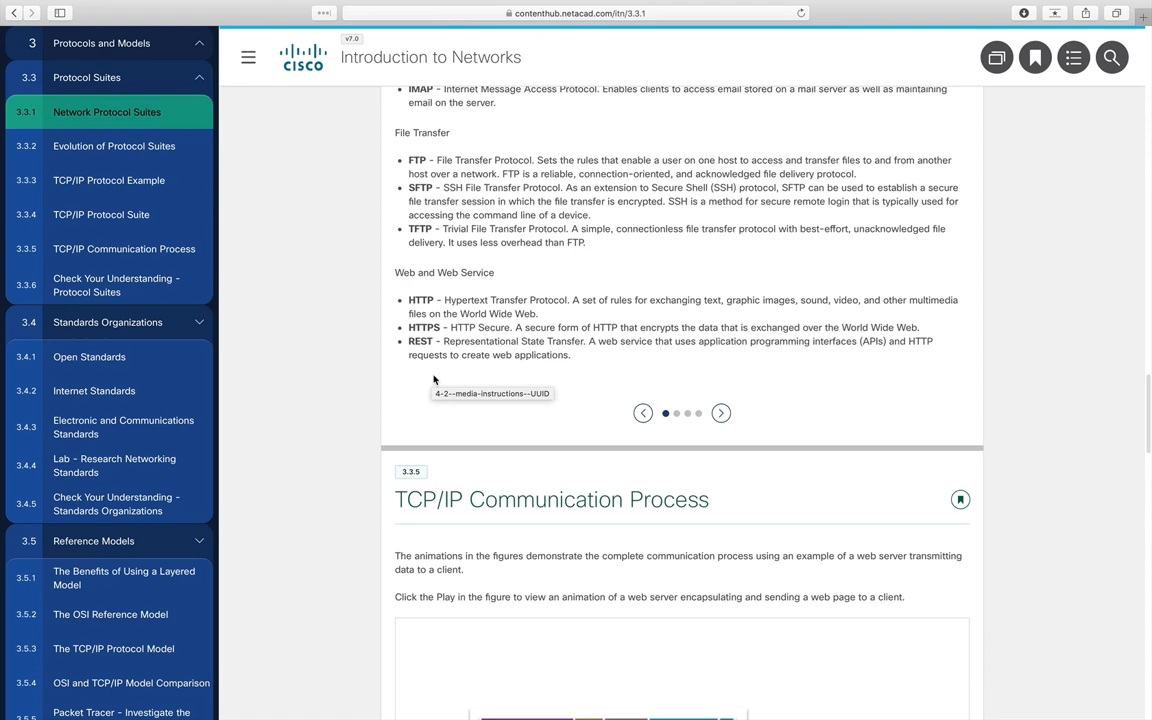 contenthub.netacad.com/itn/3.3.1
3 Protocols and Models
3.3 Protocol Suites
3.3.1 Network Protocol Suites
3.3.2 Evolution of Protocol Suites
3.3.3 TCP/IP Protocol Example
3.3.4 TCP/IP Protocol Suite
3.3.5 TCP/IP Communication Process
3.3.6 Check Your Understanding -
Protocol Suites
3.4 Standards Organizations
3.4.1 Open Standards
3.4.2 Internet Standards
3.4.3 Electronic and Communications
Standards
3.4.4 Lab - Research Networking
Standards
3.4.5 Check Your Understanding -
Standards Organizations
3.5 Reference Models
3.5.1 The Benefits of Using a Layered
Model
3.5.2 The OSI Reference Model
3.5.3 The TCP/IP Protocol Model
3.5.4 OSI and TCP/IP Model Comparison
3.5.5 Packet Tracer - Investigate the
CISCO
v7.0
Introduction to Networks
• IMAP - Internet Message Access Protocol. Enables clients to access email stored on a mail server as well as maintaining
email on the server.
File Transfer
• FTP - File Transfer Protocol. Sets the rules that enable a user on one host to access and transfer files to and from another
host over a network. FTP is a reliable, connection-oriented, and acknowledged file delivery protocol.
• SFTP - SSH File Transfer Protocol. As an extension to Secure Shell (SSH) protocol, SFTP can be used to establish a secure
file transfer session in which the file transfer is encrypted. SSH is a method for secure remote login that is typically used for
accessing the command line of a device.
• TFTP - Trivial File Transfer Protocol. A simple, connectionless file transfer protocol with best-effort, unacknowledged file
delivery. It uses less overhead than FTP.
Web and Web Service
• HTTP - Hypertext Transfer Protocol. A set of rules for exchanging text, graphic images, sound, video, and other multimedia
files on the World Wide Web.
• HTTPS - HTTP Secure. A secure form of HTTP that encrypts the data that is exchanged over the World Wide Web.
• REST - Representational State Transfer. A web service that uses application programming interfaces (APIs) and HTTP
requests to create web applications.
4-2--media-instructions--UUID
3.3.5
TCP/IP Communication Process
The animations in the figures demonstrate the complete communication process using an example of a web server transmitting
data to a client.
Click the Play in the figure to view an animation of a web server encapsulating and sending a web page to a client.